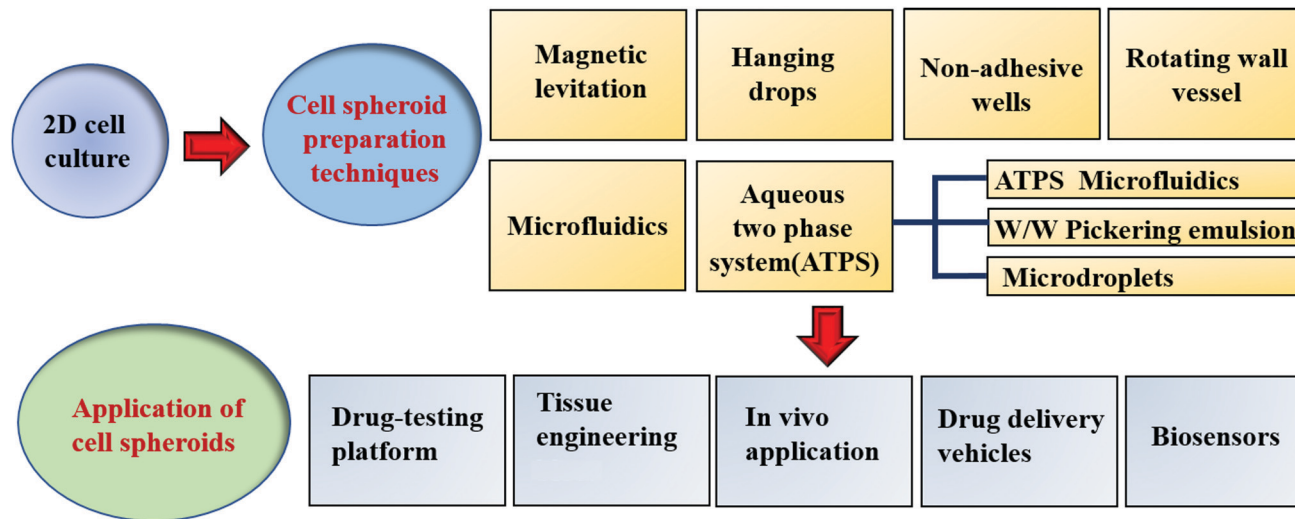 2D cell
culture
Cell spheroid
preparation
techniques
Magnetic
levitation
Hanging
drops
Non-adhesive
wells
Rotating wall
vessel
Microfluidics
Aqueous
two phase
system(ATPS)
ATPS Microfluidics
W/W Pickering emulsion
Microdroplets
Application of
cell spheroids
Drug-testing
platform
Tissue
engineering
In vivo
application
Drug delivery
vehicles
Biosensors